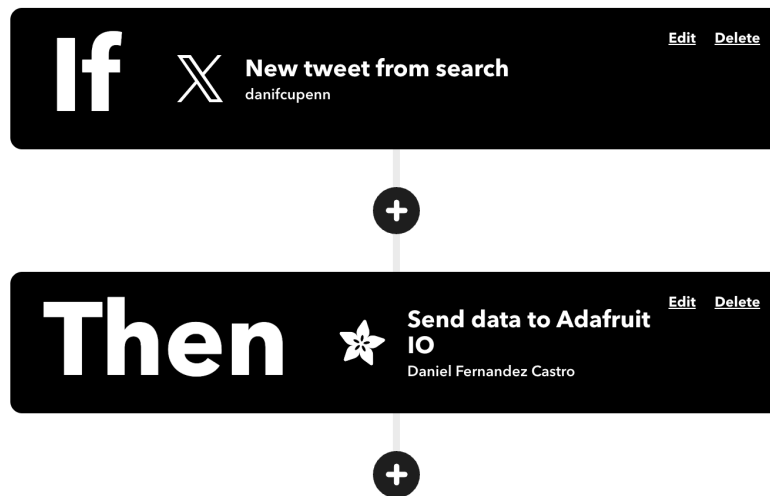 If
New tweet from search
danifcupenn
Edit Delete
Then
Send data to Adafruit
IO
Daniel Fernandez Castro
Edit Delete